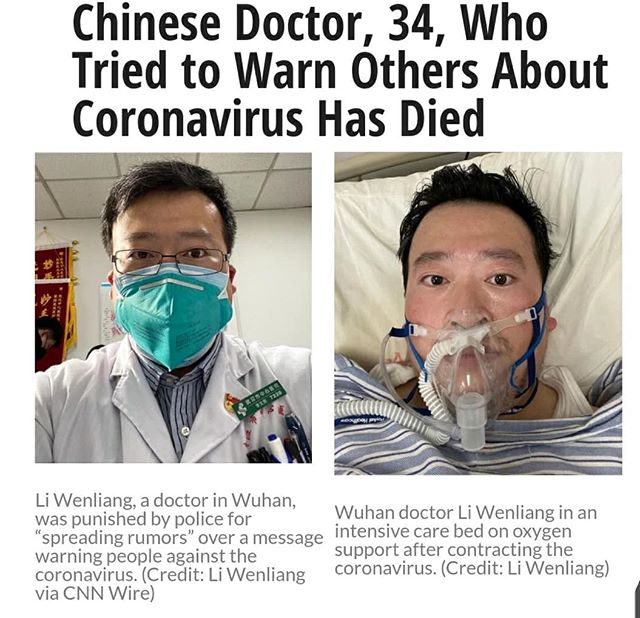 Chinese Doctor, 34, Who
Tried to Warn Others About
Coronavirus Has Died
Li Wenliang, a doctor in Wuhan,
was punished by police for
“spreading rumors” over a message
warning people against the
coronavirus. (Credit: Li Wenliang
via CNN Wire)
Wuhan doctor Li Wenliang in an
intensive care bed on oxygen
support after contracting the
coronavirus. (Credit: Li Wenliang)